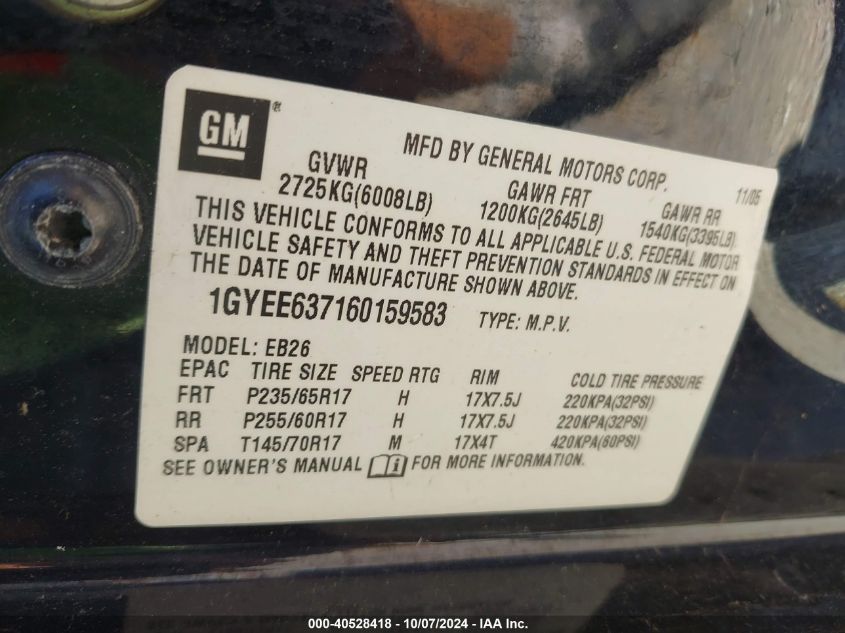 GM®
MFD BY GENERAL MOTORS CORP. 11/05
GVWR GAWR FRT GAWR RR
2725KG(6008LB) 1200KG(2645LB) 1540KG(3395LB)
THIS VEHICLE CONFORMS TO ALL APPLICABLE U.S. FEDERAL MOTOR
VEHICLE SAFETY AND THEFT PREVENTION STANDARDS IN EFFECT ON
THE DATE OF MANUFACTURE SHOWN ABOVE.
1GYEE637160159583 TYPE: M.P.V.
MODEL: EB26
EPAC TIRE SIZE SPEED RTG RIM COLD TIRE PRESSURE
FRT P235/65R17 H 17X7.5J 220KPA(32PSI)
RR P255/60R17 H 17X7.5J 220KPA(32PSI)
SPA T145/70R17 M 17X4T 420KPA(60PSI)
SEE OWNER'S MANUAL FOR MORE INFORMATION.
000-40528418 - 10/07/2024 - IAA Inc.